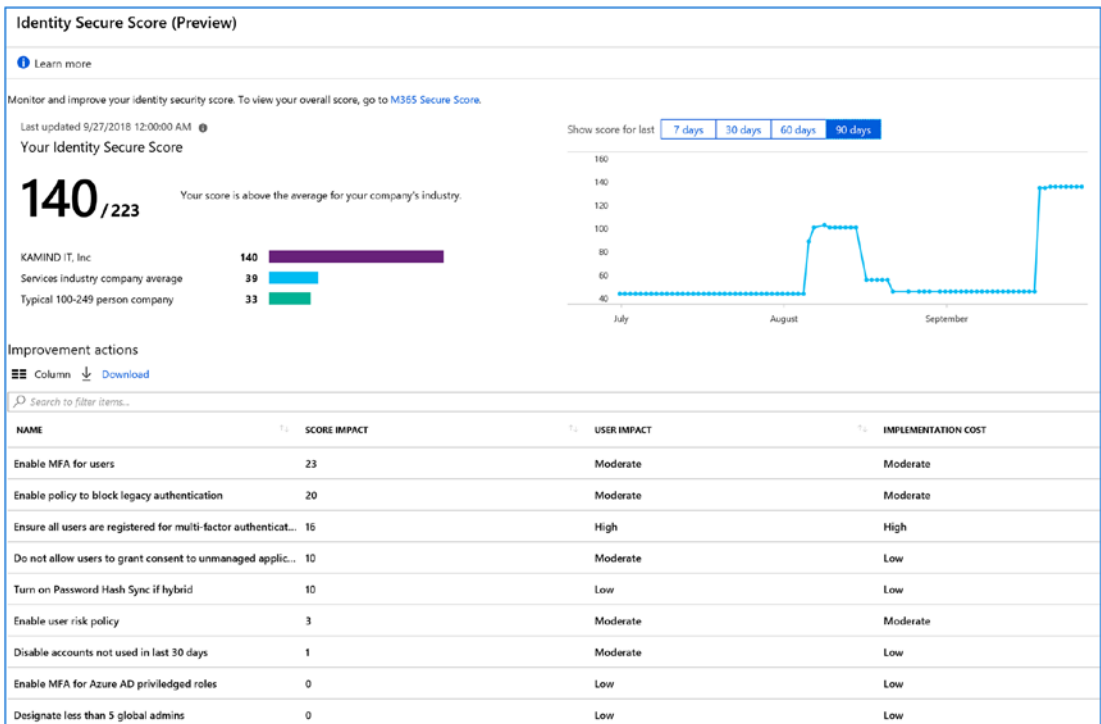 Identity Secure Score (Preview)
Learn more
Monitor and improve your identity security score. To view your overall score, go to M365 Secure Score.
Last updated 9/27/2018 12:00:00 AM
Your Identity Secure Score
140/223
Your score is above the average for your company's industry.
KAMIND IT, Inc 140
Services industry company average 39
Typical 100-249 person company 33
Show score for last 7 days 30 days 60 days 90 days
160
140
120
100
80
60
40
July August September
Improvement actions
Column Download
Search to filter items...
NAME SCORE IMPACT USER IMPACT IMPLEMENTATION COST
Enable MFA for users 23 Moderate Moderate
Enable policy to block legacy authentication 20 Moderate Moderate
Ensure all users are registered for multi-factor authenticat... 16 High High
Do not allow users to grant consent to unmanaged applic... 10 Moderate Low
Turn on Password Hash Sync if hybrid 10 Low Low
Enable user risk policy 3 Moderate Moderate
Disable accounts not used in last 30 days 1 Moderate Low
Enable MFA for Azure AD priviledged roles 0 Low Low
Designate less than 5 global admins 0 Low Low